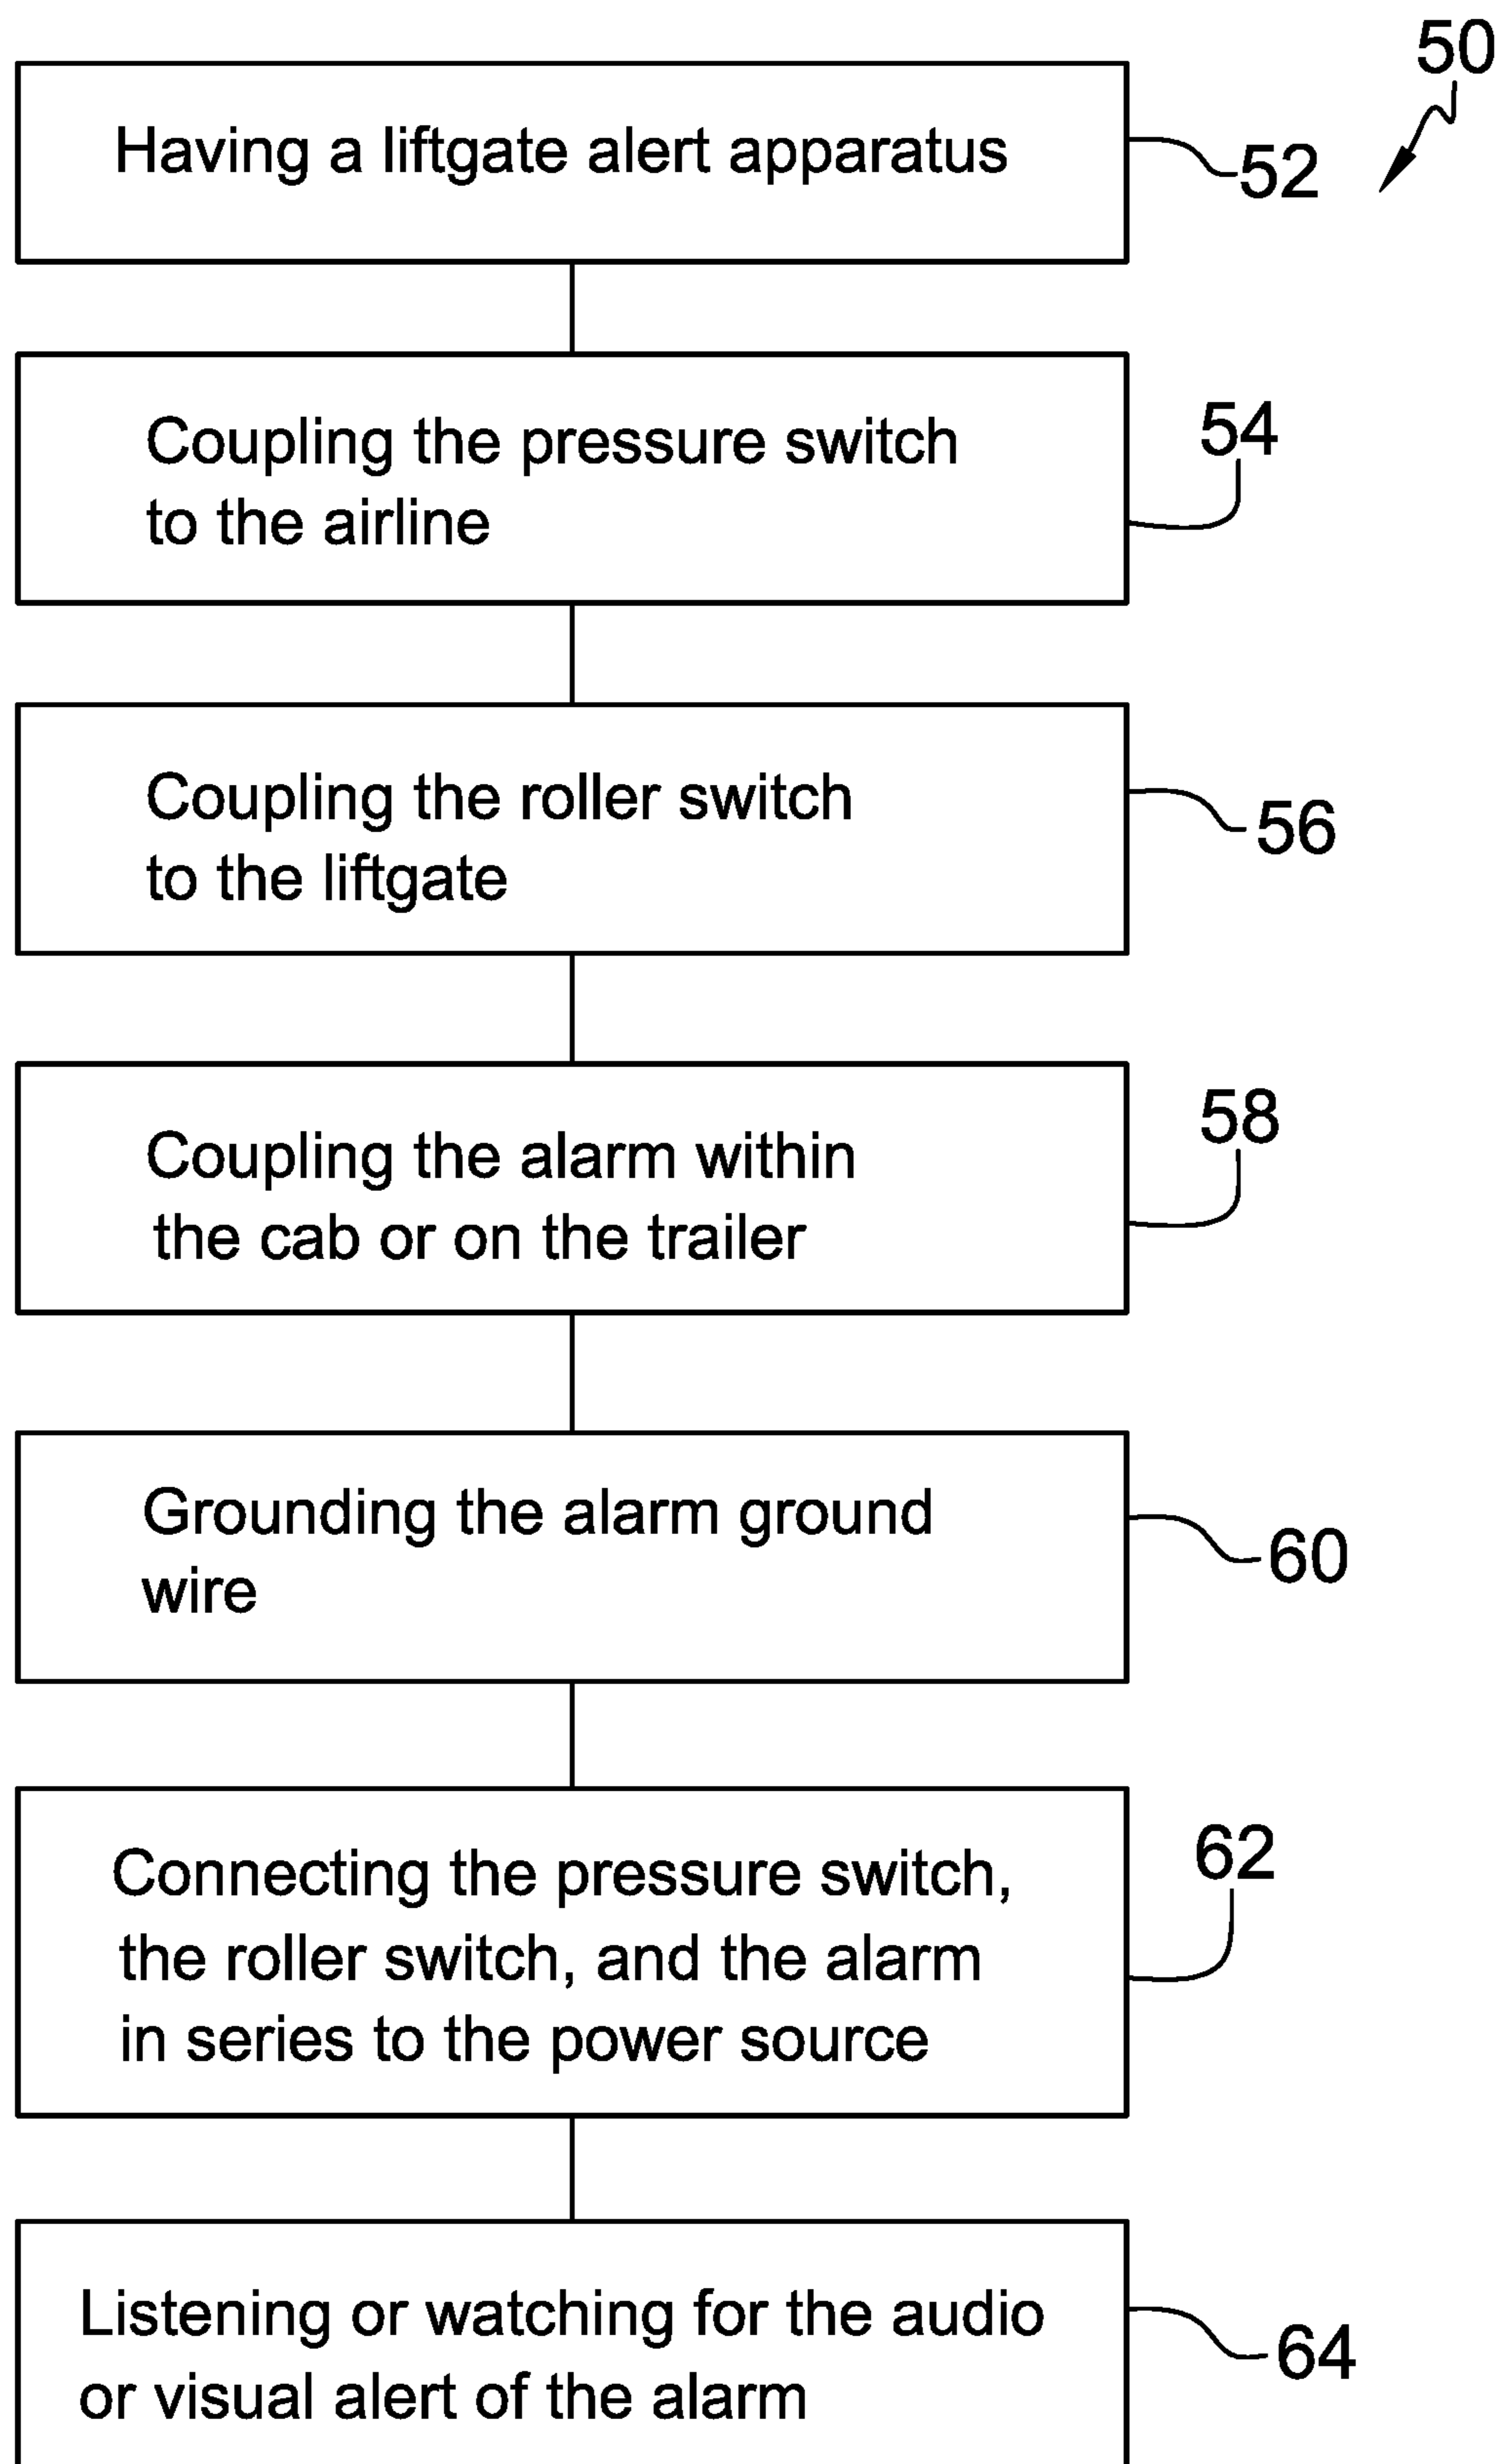 50
Having a liftgate alert apparatus
52
Coupling the pressure switch
to the airline
54
Coupling the roller switch
to the liftgate
56
Coupling the alarm within
the cab or on the trailer
58
Grounding the alarm ground
wire
60
Connecting the pressure switch,
the roller switch, and the alarm
in series to the power source
62
Listening or watching for the audio
or visual alert of the alarm
64